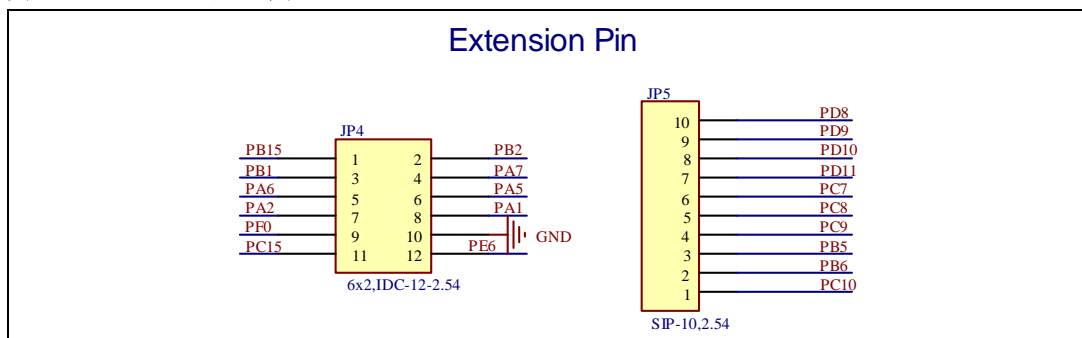 Extension Pin
JP4
PB15 1 2 PB2
PB1 3 4 PA7
PA6 5 6 PA5
PA2 7 8 PA1
PF0 9 10 GND
PC15 11 12 PE6
6x2,IDC-12-2.54
JP5
10 PD8
9 PD9
8 PD10
7 PD11
6 PC7
5 PC8
4 PC9
3 PB5
2 PB6
1 PC10
SIP-10,2.54